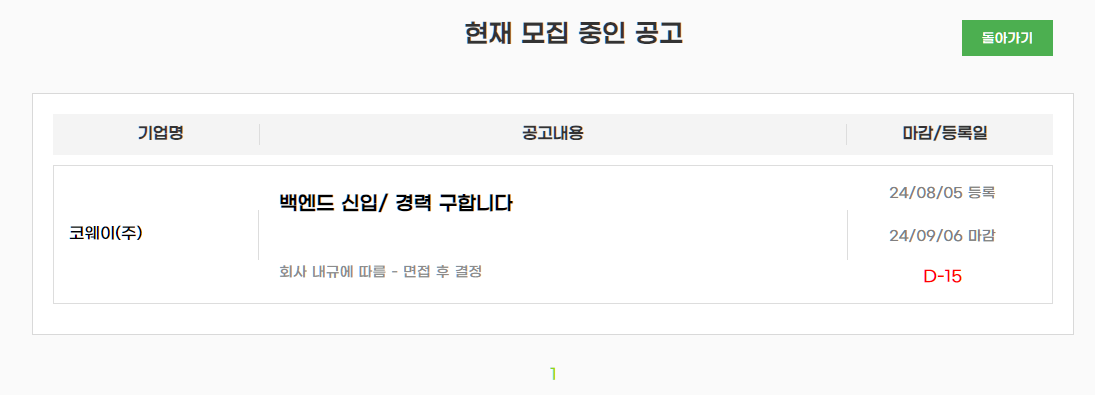 현재 모집 중인 공고
돌아가기
기업명 공고내용 마감/등록일
백엔드 신입/ 경력 구합니다
24/08/05 등록
코웨이(주)
24/09/06 마감
회사 내규에 따름 - 면접 후 결정
D-15
1